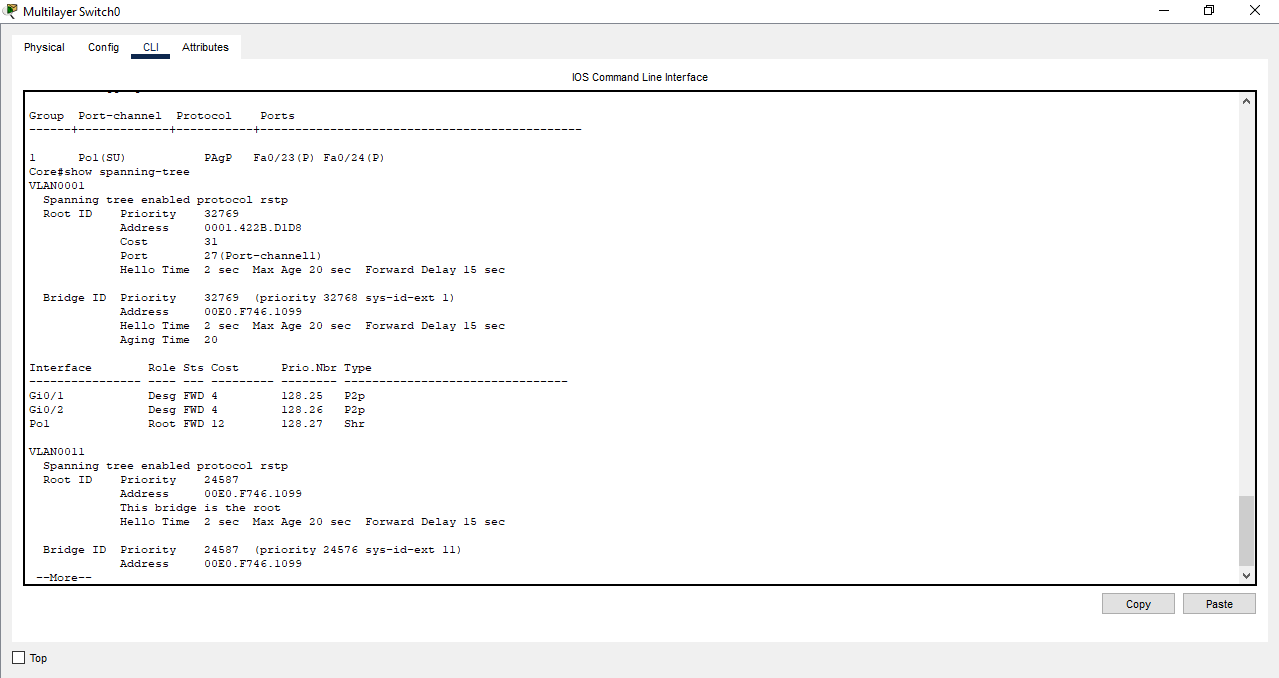 Multilayer Switch0
Physical Config CLI Attributes
IOS Command Line Interface
Group  Port-channel  Protocol    Ports
------+-------------+-----------+----------------------------------------------
1      Po1(SU)           PAgP   Fa0/23(P) Fa0/24(P)
Core#show spanning-tree
VLAN0001
  Spanning tree enabled protocol rstp
  Root ID    Priority    32769
             Address     0001.422B.D1D8
             Cost        31
             Port        27(Port-channel1)
             Hello Time  2 sec  Max Age 20 sec  Forward Delay 15 sec
  Bridge ID  Priority    32769  (priority 32768 sys-id-ext 1)
             Address     00E0.F746.1099
             Hello Time  2 sec  Max Age 20 sec  Forward Delay 15 sec
             Aging Time  20
Interface        Role Sts Cost      Prio.Nbr Type
---------------- ---- --- --------- -------- --------------------------------
Gi0/1            Desg FWD 4         128.25   P2p
Gi0/2            Desg FWD 4         128.26   P2p
Po1              Root FWD 12        128.27   Shr
VLAN0011
  Spanning tree enabled protocol rstp
  Root ID    Priority    24587
             Address     00E0.F746.1099
             This bridge is the root
             Hello Time  2 sec  Max Age 20 sec  Forward Delay 15 sec
  Bridge ID  Priority    24587  (priority 24576 sys-id-ext 11)
             Address     00E0.F746.1099
 --More--
Copy Paste
Top